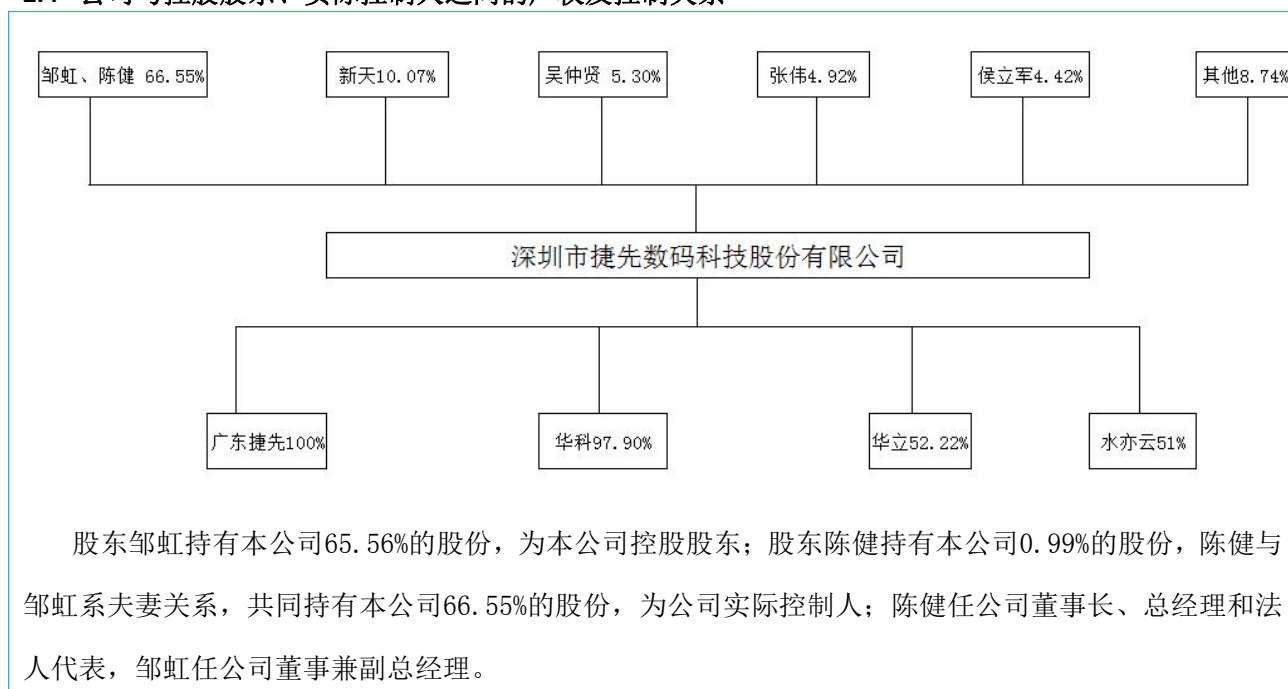 邹虹、陈健 66.55%
新天10.07%
吴仲贤 5.30%
张伟4.92%
侯立军4.42%
其他8.74%
深圳市捷先数码科技股份有限公司
广东捷先100%
华科97.90%
华立52.22%
水亦云51%
股东邹虹持有本公司65.56%的股份，为本公司控股股东；股东陈健持有本公司0.99%的股份，陈健与
邹虹系夫妻关系，共同持有本公司66.55%的股份，为公司实际控制人；陈健任公司董事长、总经理和法
人代表，邹虹任公司董事兼副总经理。